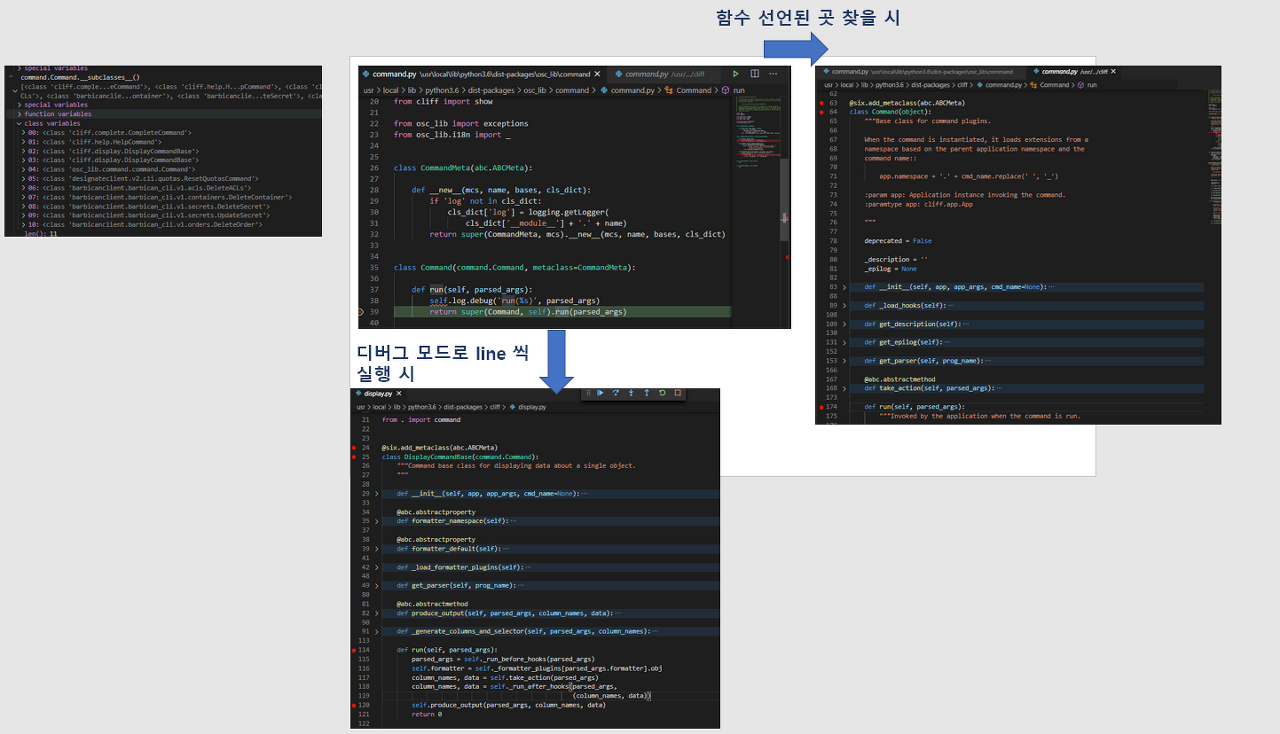 함수 선언된 곳 찾을 시
special variables
command.Command.__subclasses__()
[<class 'cliff.comple...eCommand'>, <class 'cliff.help.H...pCommand'>, <c
Ls'>, <class 'barbicanclie...ontainer'>, <class 'barbicanclie...teSecret'>, <cla
special variables
function variables
class variables
00: <class 'cliff.complete.CompleteCommand'>
01: <class 'cliff.help.HelpCommand'>
02: <class 'cliff.display.DisplayCommandBase'>
03: <class 'cliff.display.DisplayCommandBase'>
04: <class 'osc_lib.command.command.Command'>
05: <class 'designateclient.v2.cli.quotas.ResetQuotasCommand'>
06: <class 'barbicanclient.barbican_cli.v1.acls.DeleteACLs'>
07: <class 'barbicanclient.barbican_cli.v1.containers.DeleteContainer'>
08: <class 'barbicanclient.barbican_cli.v1.secrets.DeleteSecret'>
09: <class 'barbicanclient.barbican_cli.v1.secrets.UpdateSecret'>
10: <class 'barbicanclient.barbican_cli.v1.orders.DeleteOrder'>
len(): 11
command.py \usr\local\lib\python3.6\dist-packages\osc_lib\command command.py /usr/.../cliff
usr > local > lib > python3.6 > dist-packages > osc_lib > command > command.py > Command > run
20 from cliff import show
21
22
23 from osc_lib import exceptions
23 from osc_lib.i18n import _
24
25
26 class CommandMeta(abc.ABCMeta):
27
28 def __new__(mcs, name, bases, cls_dict):
29 if 'log' not in cls_dict:
30 cls_dict['log'] = logging.getLogger(
31 cls_dict['__module__'] + '.' + name)
32 return super(CommandMeta, mcs).__new__(mcs, name, bases, cls_dict)
33
34
35 class Command(command.Command, metaclass=CommandMeta):
36
37 def run(self, parsed_args):
38 self.log.debug('run(%s)', parsed_args)
39 return super(Command, self).run(parsed_args)
40
command.py \usr\local\lib\python3.6\dist-packages\osc_lib\command command.py /usr/.../cliff
usr > local > lib > python3.6 > dist-packages > cliff > command.py > Command > run
62
63 @six.add_metaclass(abc.ABCMeta)
64 class Command(object):
65 """Base class for command plugins.
66
67 When the command is instantiated, it loads extensions from a
68 namespace based on the parent application namespace and the
69 command name::
70
71 app.namespace + '.' + cmd_name.replace(' ', '_')
72
73 :param app: Application instance invoking the command.
74 :paramtype app: cliff.app.App
75
76 """
77
78 deprecated = False
79
80 _description = ''
81 _epilog = None
82
83 def __init__(self, app, app_args, cmd_name=None):
88
89 def _load_hooks(self):
108
109 def get_description(self):
130
131 def get_epilog(self):
152
153 def get_parser(self, prog_name):
166
167 @abc.abstractmethod
168 def take_action(self, parsed_args):
173
174 def run(self, parsed_args):
175 """Invoked by the application when the command is run.
디버그 모드로 line 씩
실행 시
display.py
usr > local > lib > python3.6 > dist-packages > cliff > display.py
21 from . import command
22
23
24 @six.add_metaclass(abc.ABCMeta)
25 class DisplayCommandBase(command.Command):
26 """Command base class for displaying data about a single object.
27 """
28
29 def __init__(self, app, app_args, cmd_name=None):
33
34 @abc.abstractproperty
35 def formatter_namespace(self):
37
38 @abc.abstractproperty
39 def formatter_default(self):
41
42 def _load_formatter_plugins(self):
48
49 def get_parser(self, prog_name):
80
81 @abc.abstractmethod
82 def produce_output(self, parsed_args, column_names, data):
90
91 def _generate_columns_and_selector(self, parsed_args, column_names):
113
114 def run(self, parsed_args):
115 parsed_args = self._run_before_hooks(parsed_args)
116 self.formatter = self._formatter_plugins[parsed_args.formatter].obj
117 column_names, data = self.take_action(parsed_args)
118 column_names, data = self._run_after_hooks(parsed_args,
119 (column_names, data))
120 self.produce_output(parsed_args, column_names, data)
121 return 0
122